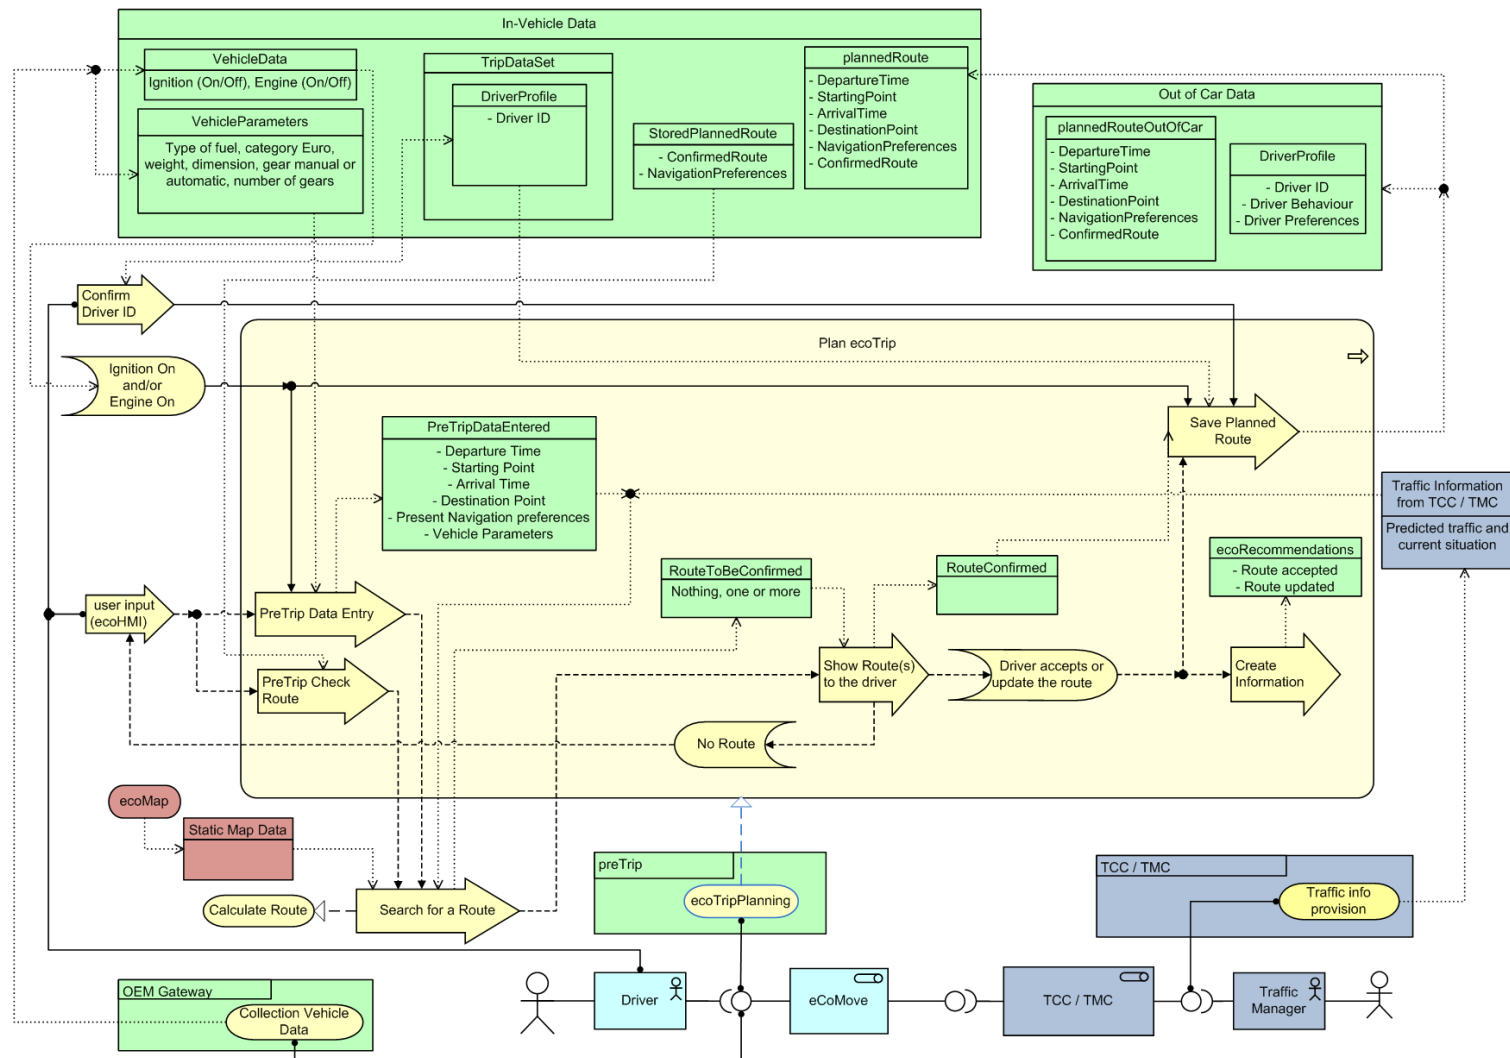 In-Vehicle Data
VehicleData
Ignition (On/Off), Engine (On/Off)
VehicleParameters
Type of fuel, category Euro,
weight, dimension, gear manual or
automatic, number of gears
TripDataSet
DriverProfile
- Driver ID
StoredPlannedRoute
- ConfirmedRoute
- NavigationPreferences
plannedRoute
- DepartureTime
- StartingPoint
- ArrivalTime
- DestinationPoint
- NavigationPreferences
- ConfirmedRoute
Out of Car Data
plannedRouteOutOfCar
- DepartureTime
- StartingPoint
- ArrivalTime
- DestinationPoint
- NavigationPreferences
- ConfirmedRoute
DriverProfile
- Driver ID
- Driver Behaviour
- Driver Preferences
Confirm
Driver ID
Plan ecoTrip
Ignition On
and/or
Engine On
PreTripDataEntered
- Departure Time
- Starting Point
- Arrival Time
- Destination Point
- Present Navigation preferences
- Vehicle Parameters
Save Planned
Route
Traffic Information
from TCC / TMC
Predicted traffic and
current situation
ecoRecommendations
- Route accepted
- Route updated
RouteToBeConfirmed
Nothing, one or more
RouteConfirmed
user input
(ecoHMI)
PreTrip Data Entry
PreTrip Check
Route
Show Route(s)
to the driver
Driver accepts or
update the route
Create
Information
No Route
ecoMap
Static Map Data
Calculate Route
Search for a Route
preTrip
ecoTripPlanning
TCC / TMC
Traffic info
provision
OEM Gateway
Collection Vehicle
Data
Driver
eCoMove
TCC / TMC
Traffic
Manager